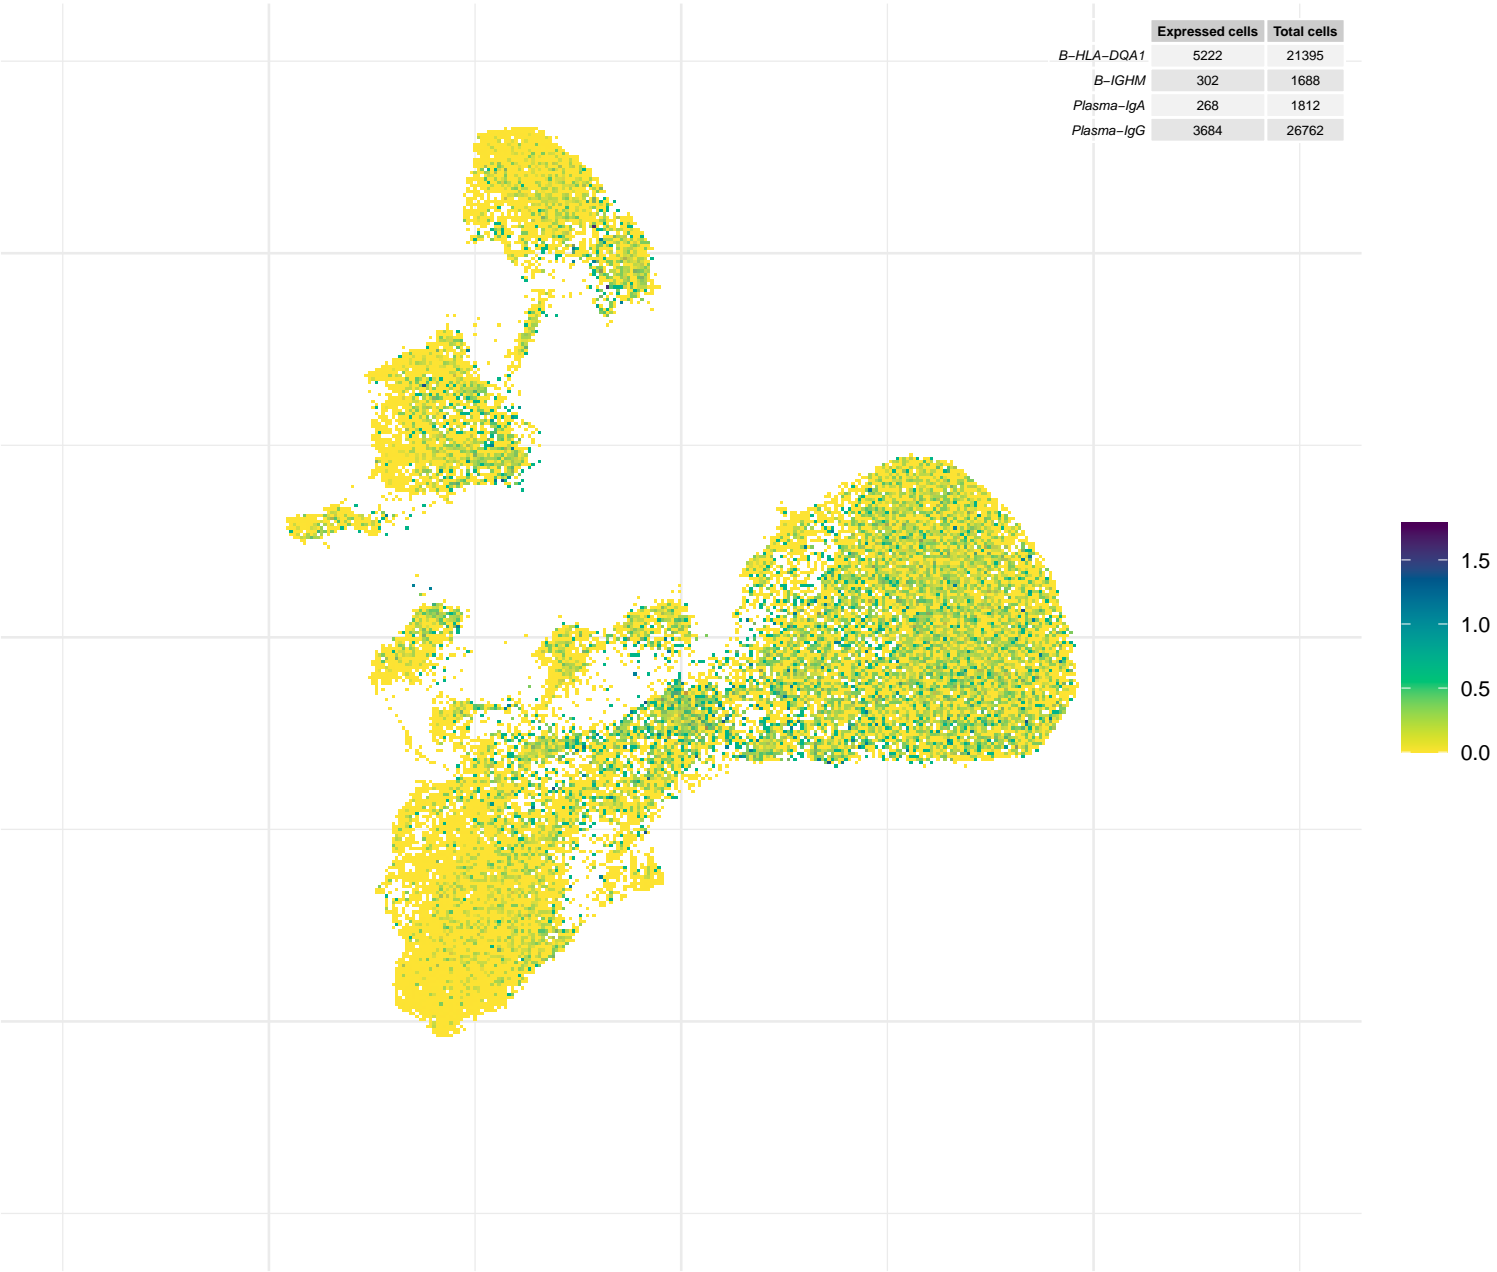 Expressed cells Total cells
B−HLA−DQA1 5222 21395
B−IGHM 302 1688
Plasma−IgA 268 1812
Plasma−IgG 3684 26762
1.5
1.0
0.5
0.0